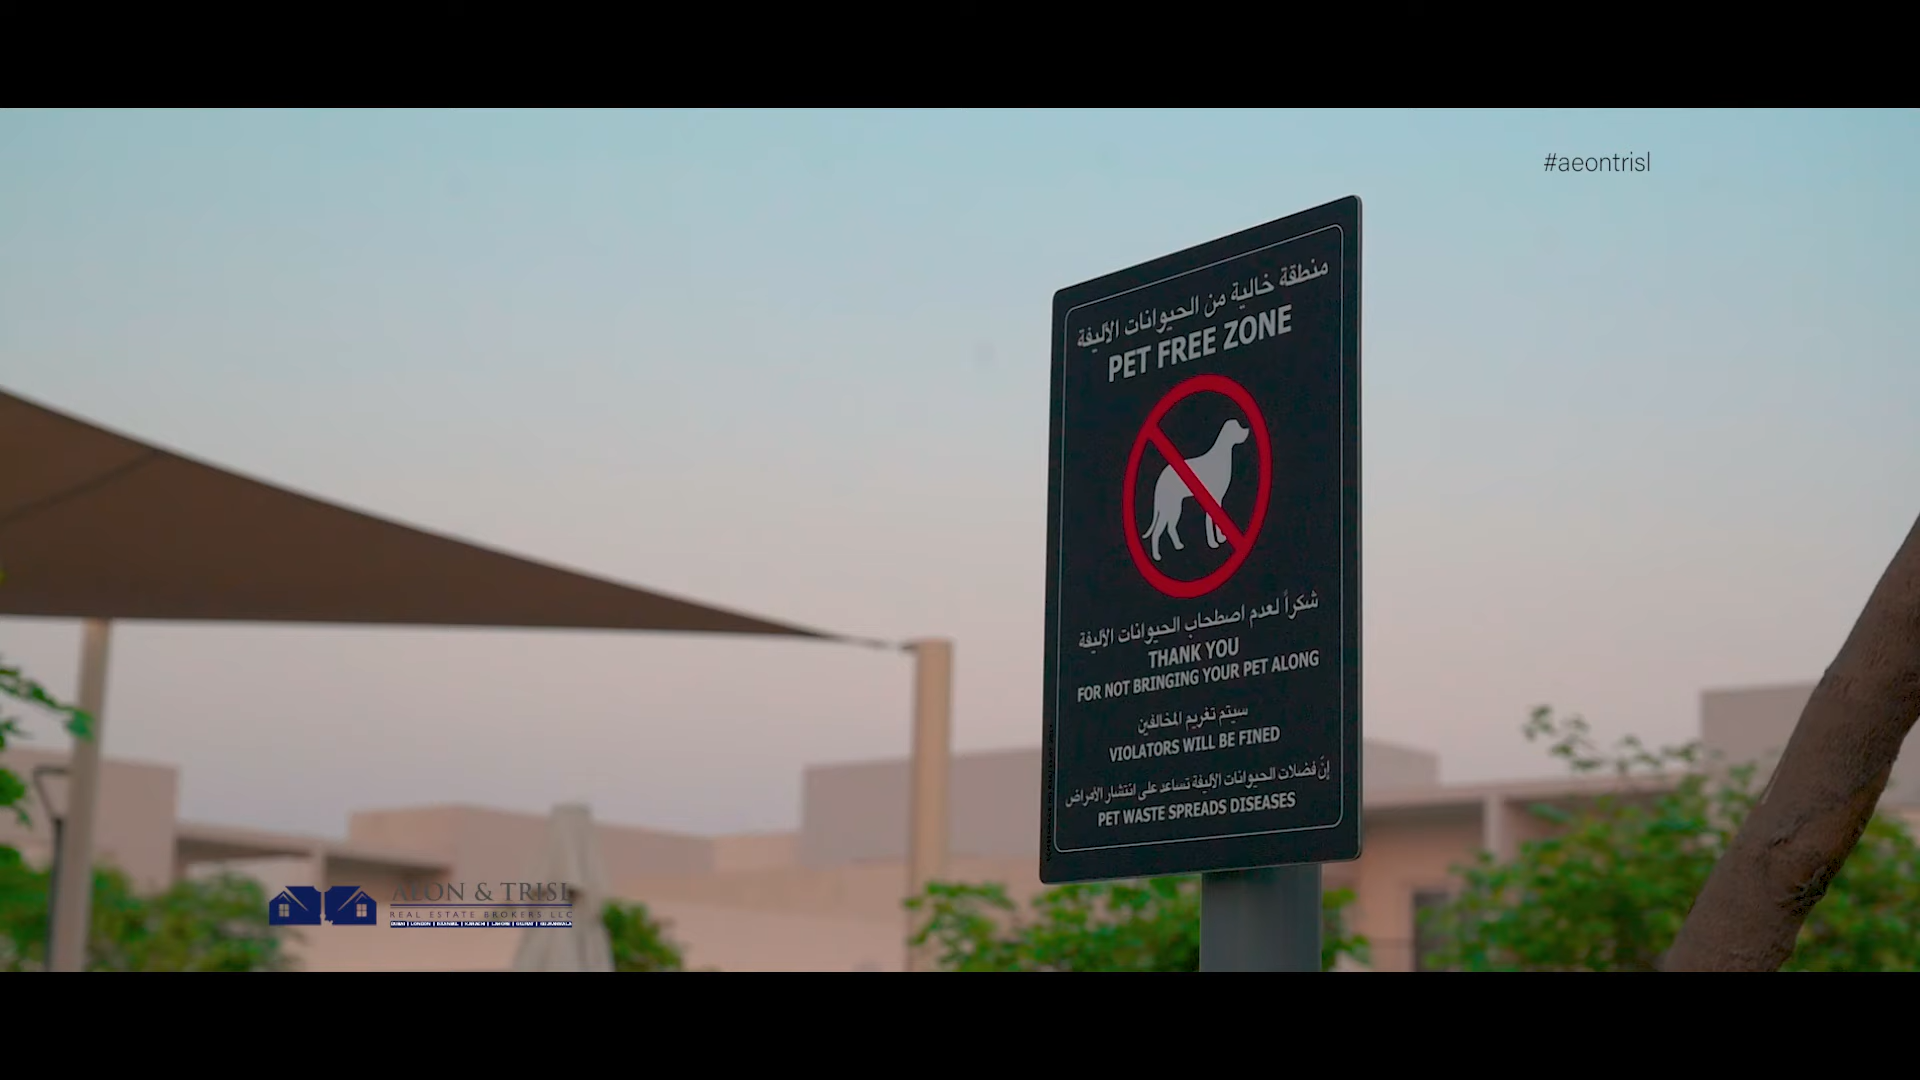 #aeontrisl
منطقة خالية من الحيوانات الأليفة
PET FREE ZONE
شكراً لعدم اصطحاب الحيوانات الأليفة
THANK YOU
FOR NOT BRINGING YOUR PET ALONG
سيتم تغريم المخالفين
VIOLATORS WILL BE FINED
إنّ فضلات الحيوانات الأليفة تساعد على انتشار الأمراض
PET WASTE SPREADS DISEASES
AEON & TRISL
REAL ESTATE BROKERS LLC